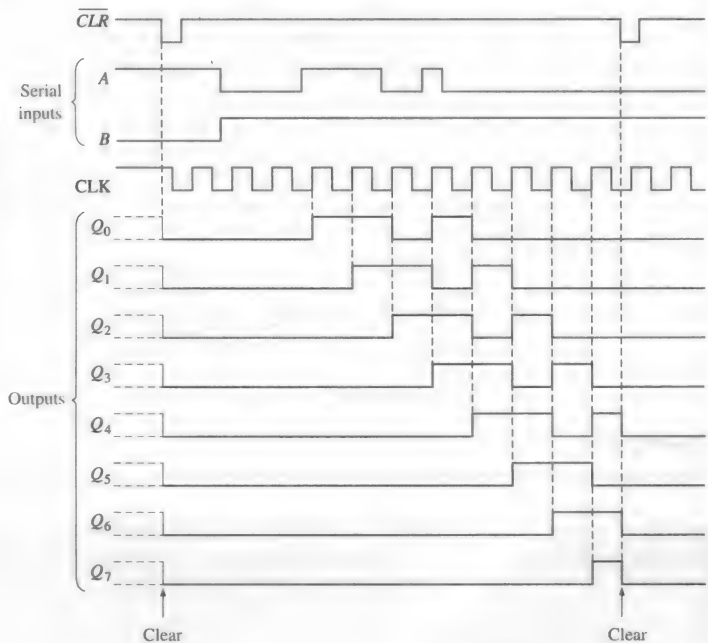 CLR
A
Serial
inputs
B
CLK
Q0
Q1
Q2
Q3
Outputs
Q4
Q5
Q6
Q7
Clear
Clear